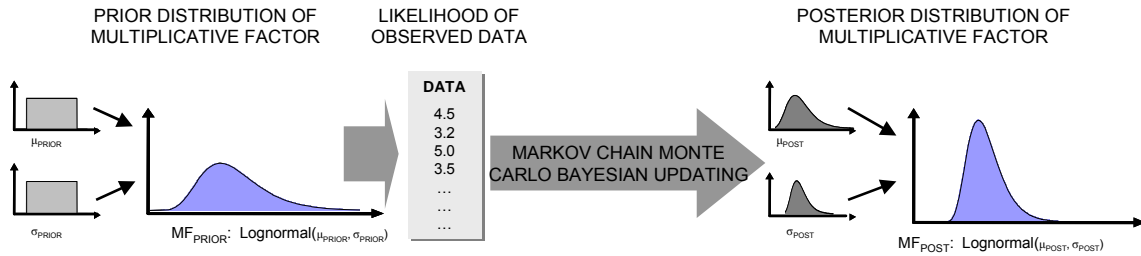 PRIOR DISTRIBUTION OF
MULTIPLICATIVE FACTOR
μPRIOR
σPRIOR
MFPRIOR: Lognormal(μPRIOR, σPRIOR)
LIKELIHOOD OF
OBSERVED DATA
DATA
4.5
3.2
5.0
3.5
…
…
…
MARKOV CHAIN MONTE
CARLO BAYESIAN UPDATING
POSTERIOR DISTRIBUTION OF
MULTIPLICATIVE FACTOR
μPOST
σPOST
MFPOST: Lognormal(μPOST, σPOST)